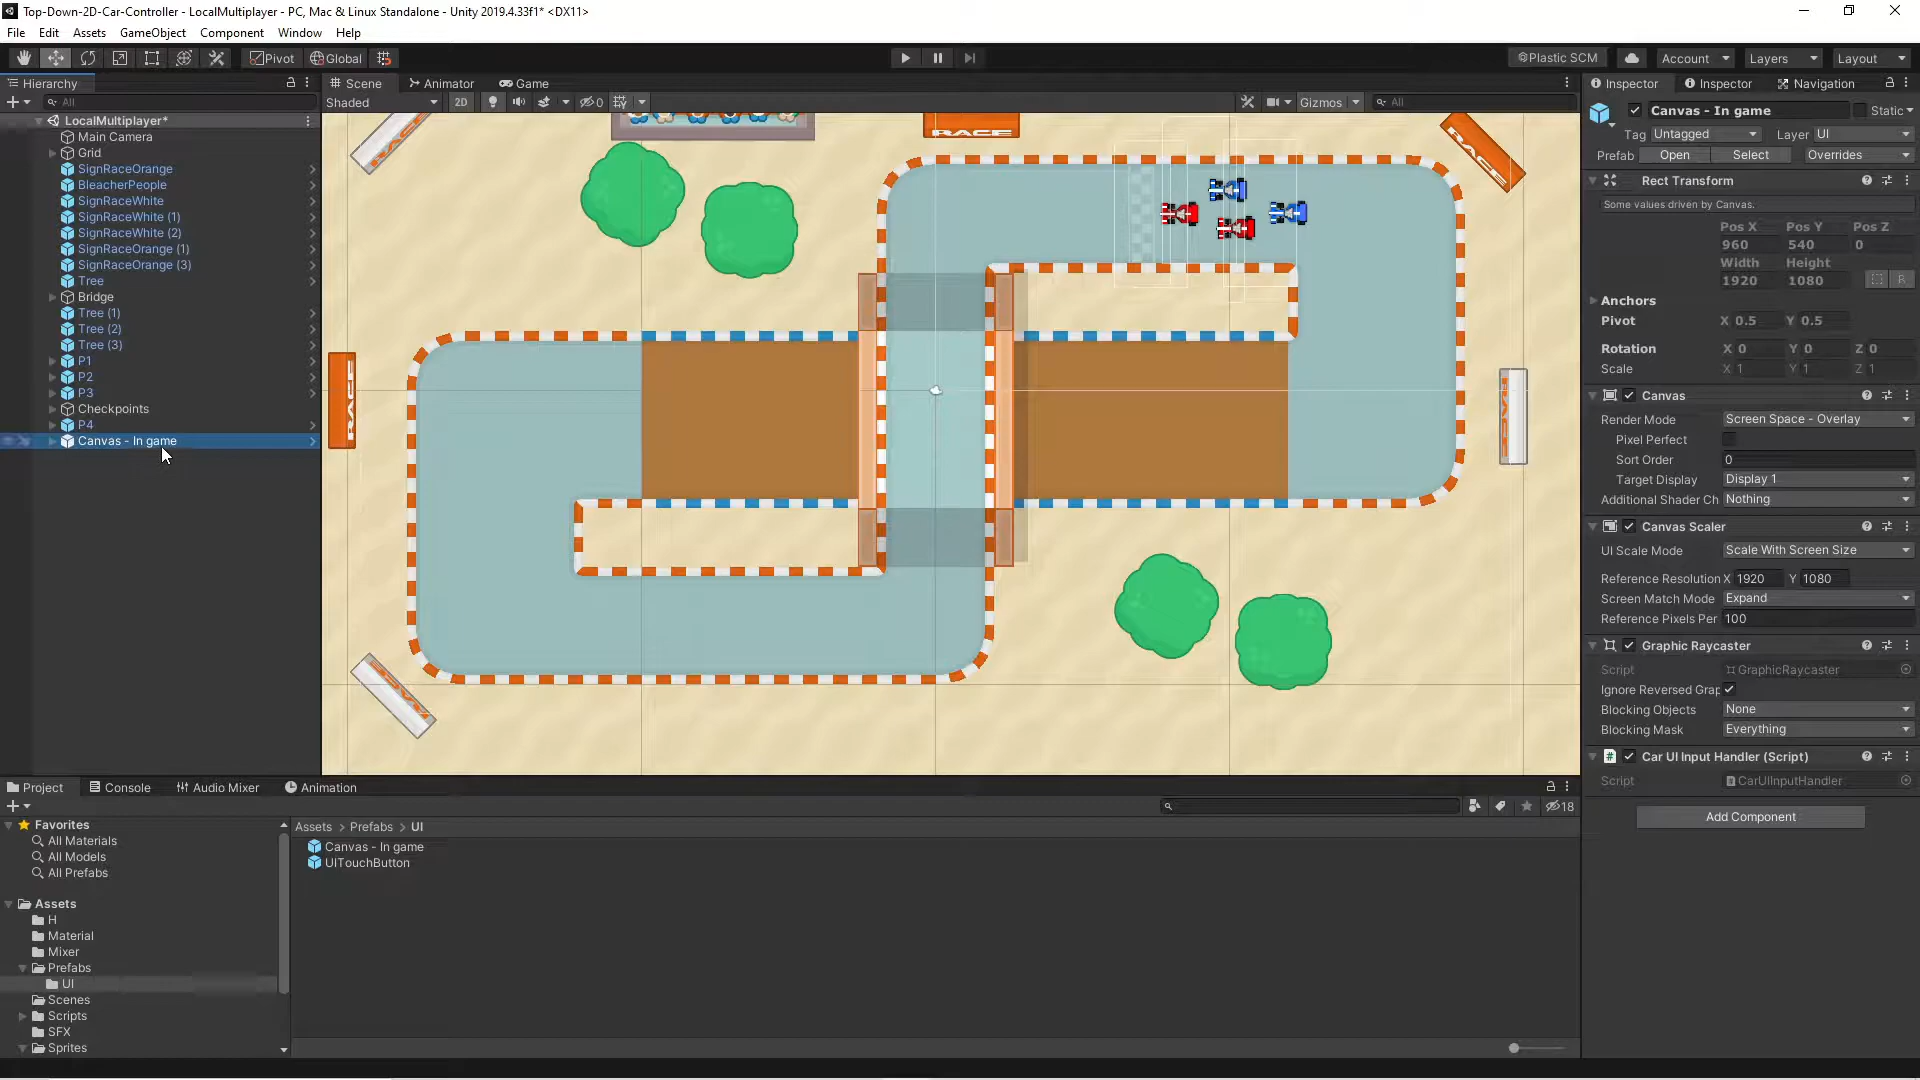 Top-Down-2D-Car-Controller - LocalMultiplayer - PC, Mac & Linux Standalone - Unity 2019.4.33f1* <DX11>
File Edit Assets GameObject Component Window Help
Pivot Global Plastic SCM Account Layers Layout
Hierarchy Scene Animator Game Inspector Inspector Navigation
All Shaded 2D 0 Gizmos All
LocalMultiplayer*
Main Camera
Grid
SignRaceOrange
BleacherPeople
SignRaceWhite
SignRaceWhite (1)
SignRaceWhite (2)
SignRaceOrange (1)
SignRaceOrange (3)
Tree
Bridge
Tree (1)
Tree (2)
Tree (3)
P1
P2
P3
Checkpoints
P4
Canvas - In game
RACE
RACE
RACE
RACE
Canvas - In game Static
Tag Untagged Layer UI
Prefab Open Select Overrides
Rect Transform
Some values driven by Canvas.
Pos X Pos Y Pos Z
960 540 0
Width Height
1920 1080 R
Anchors
Pivot X 0.5 Y 0.5
Rotation X 0 Y 0 Z 0
Scale X 1 Y 1 Z 1
Canvas
Render Mode Screen Space - Overlay
Pixel Perfect
Sort Order 0
Target Display Display 1
Additional Shader Ch Nothing
Canvas Scaler
UI Scale Mode Scale With Screen Size
Reference Resolution X 1920 Y 1080
Screen Match Mode Expand
Reference Pixels Per 100
Graphic Raycaster
Script GraphicRaycaster
Ignore Reversed Grap
Blocking Objects None
Blocking Mask Everything
Car UI Input Handler (Script)
Script CarUIInputHandler
Add Component
Project Console Audio Mixer Animation
18
Favorites
All Materials
All Models
All Prefabs
Assets
H
Material
Mixer
Prefabs
UI
Scenes
Scripts
SFX
Sprites
Assets > Prefabs > UI
Canvas - In game
UITouchButton